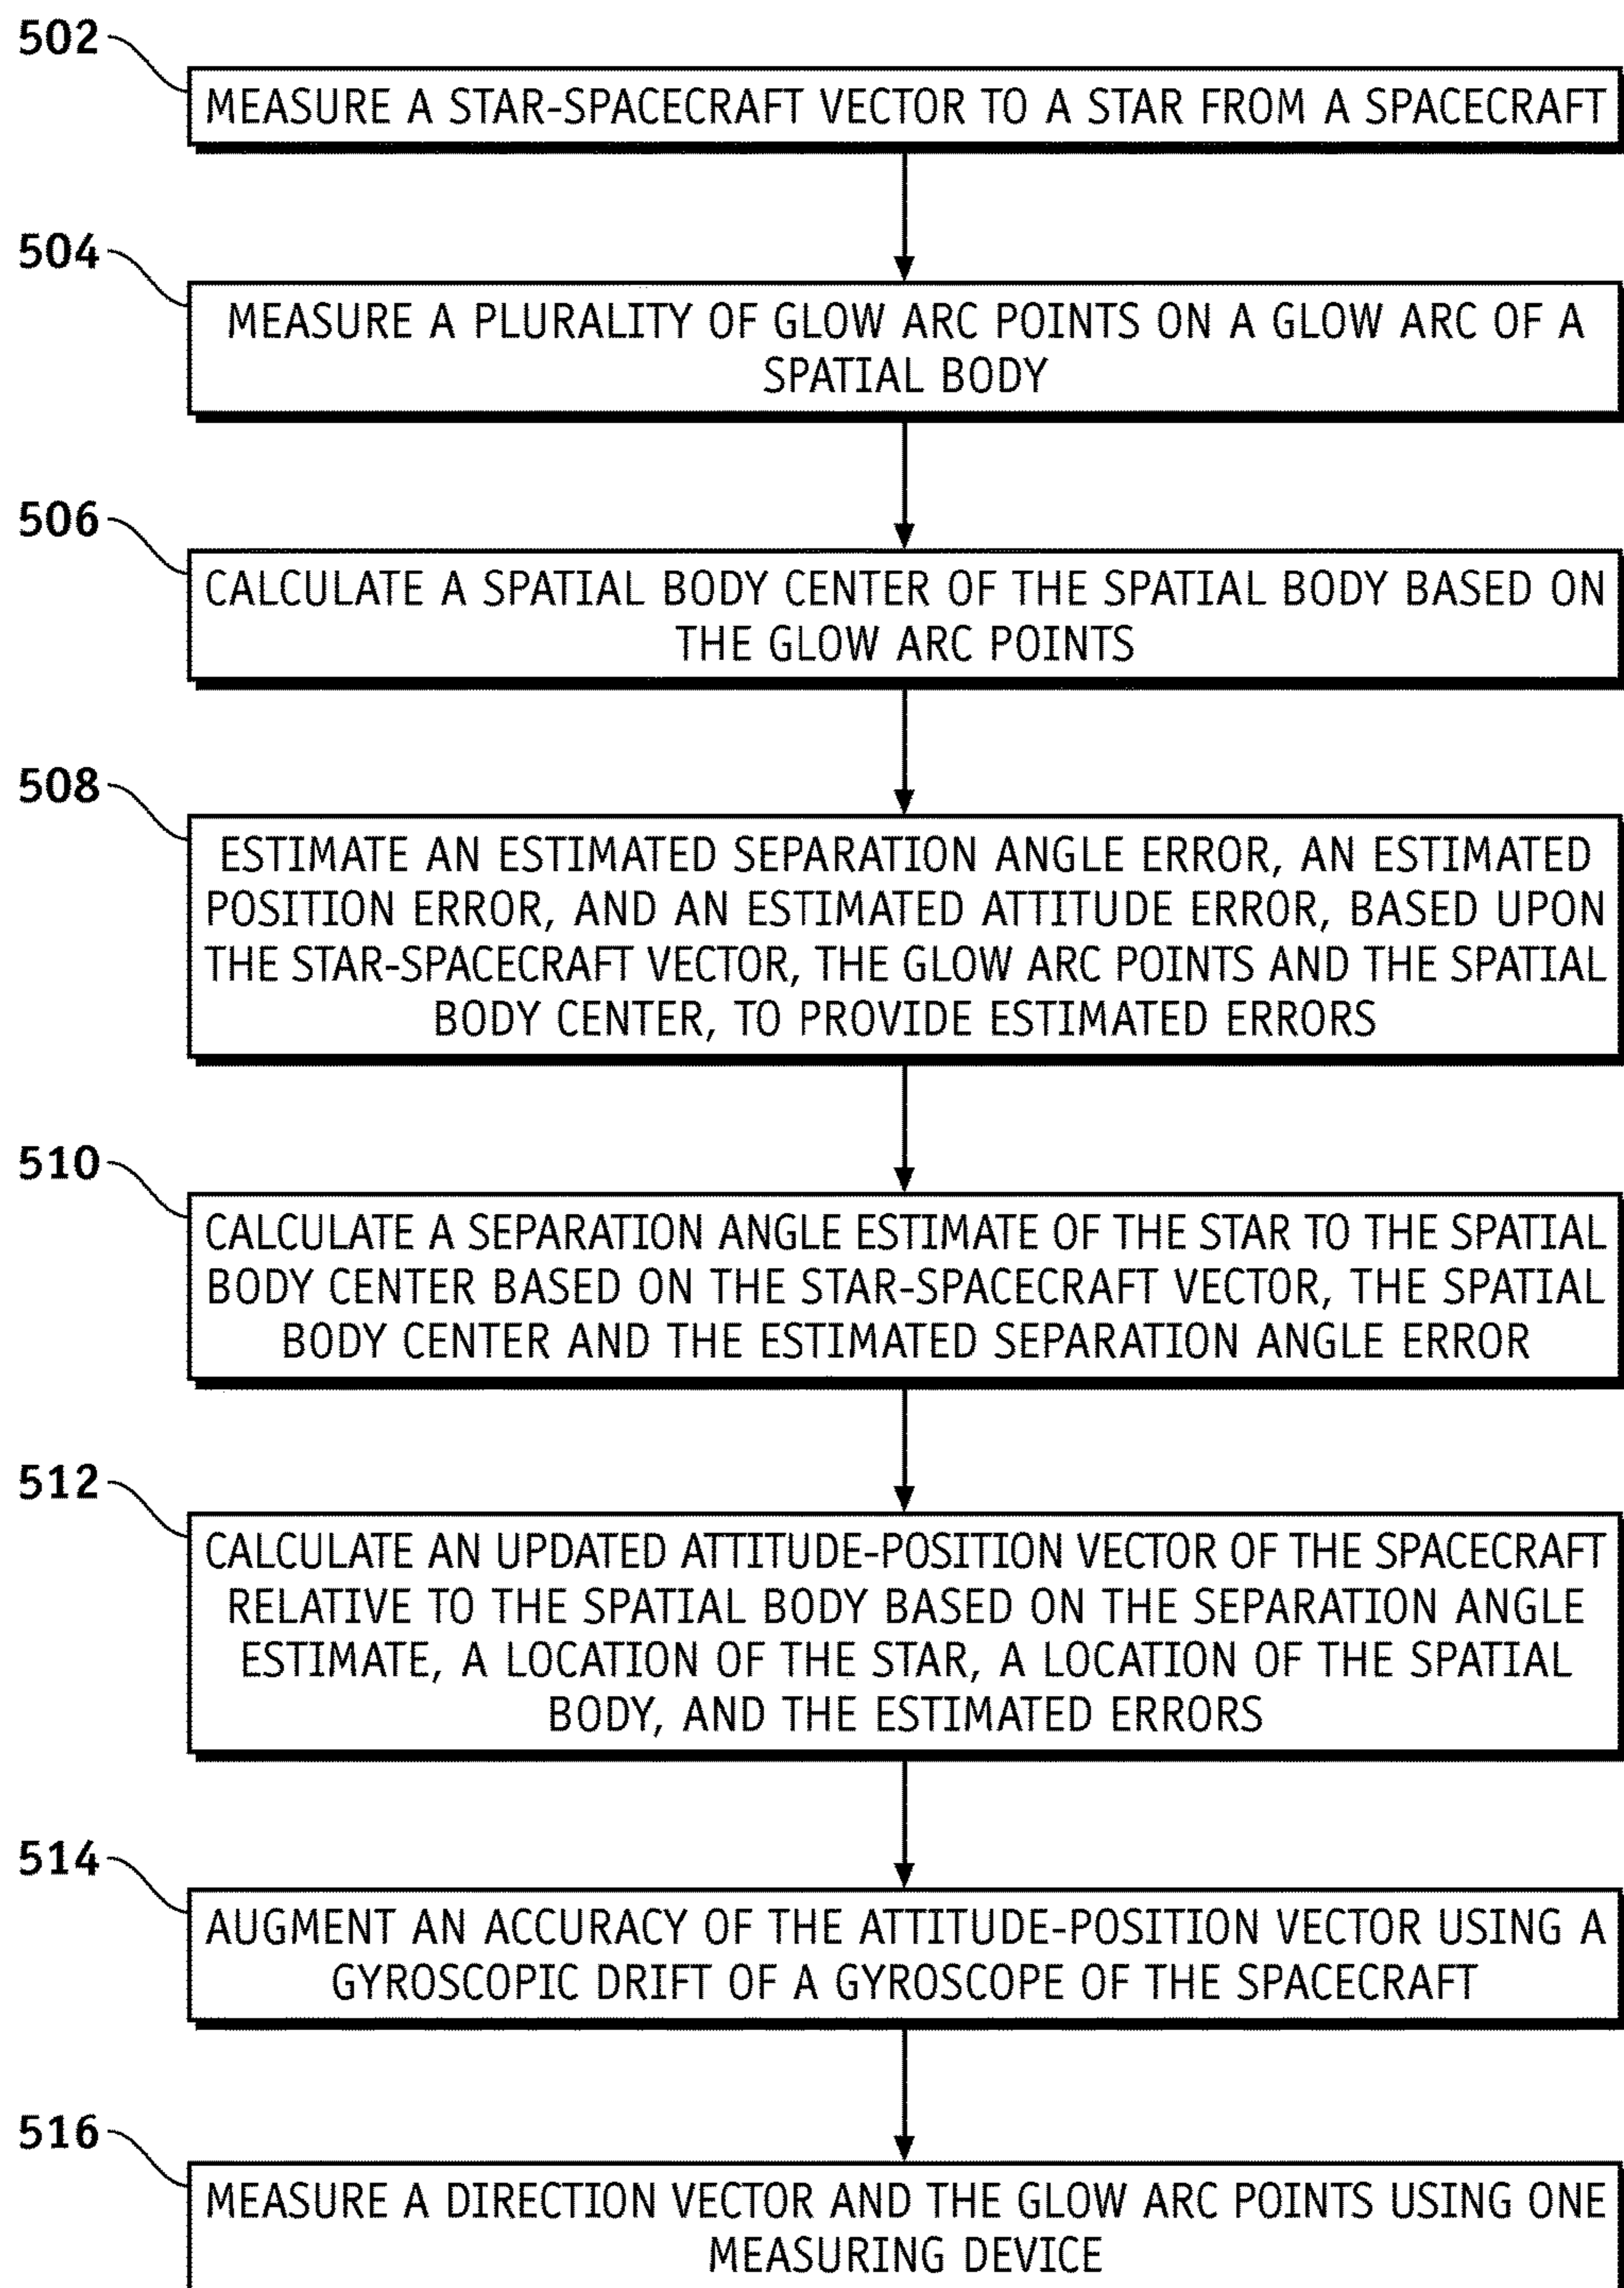 502
MEASURE A STAR-SPACECRAFT VECTOR TO A STAR FROM A SPACECRAFT
504
MEASURE A PLURALITY OF GLOW ARC POINTS ON A GLOW ARC OF A
SPATIAL BODY
506
CALCULATE A SPATIAL BODY CENTER OF THE SPATIAL BODY BASED ON
THE GLOW ARC POINTS
508
ESTIMATE AN ESTIMATED SEPARATION ANGLE ERROR, AN ESTIMATED
POSITION ERROR, AND AN ESTIMATED ATTITUDE ERROR, BASED UPON
THE STAR-SPACECRAFT VECTOR, THE GLOW ARC POINTS AND THE SPATIAL
BODY CENTER, TO PROVIDE ESTIMATED ERRORS
510
CALCULATE A SEPARATION ANGLE ESTIMATE OF THE STAR TO THE SPATIAL
BODY CENTER BASED ON THE STAR-SPACECRAFT VECTOR, THE SPATIAL
BODY CENTER AND THE ESTIMATED SEPARATION ANGLE ERROR
512
CALCULATE AN UPDATED ATTITUDE-POSITION VECTOR OF THE SPACECRAFT
RELATIVE TO THE SPATIAL BODY BASED ON THE SEPARATION ANGLE
ESTIMATE, A LOCATION OF THE STAR, A LOCATION OF THE SPATIAL
BODY, AND THE ESTIMATED ERRORS
514
AUGMENT AN ACCURACY OF THE ATTITUDE-POSITION VECTOR USING A
GYROSCOPIC DRIFT OF A GYROSCOPE OF THE SPACECRAFT
516
MEASURE A DIRECTION VECTOR AND THE GLOW ARC POINTS USING ONE
MEASURING DEVICE